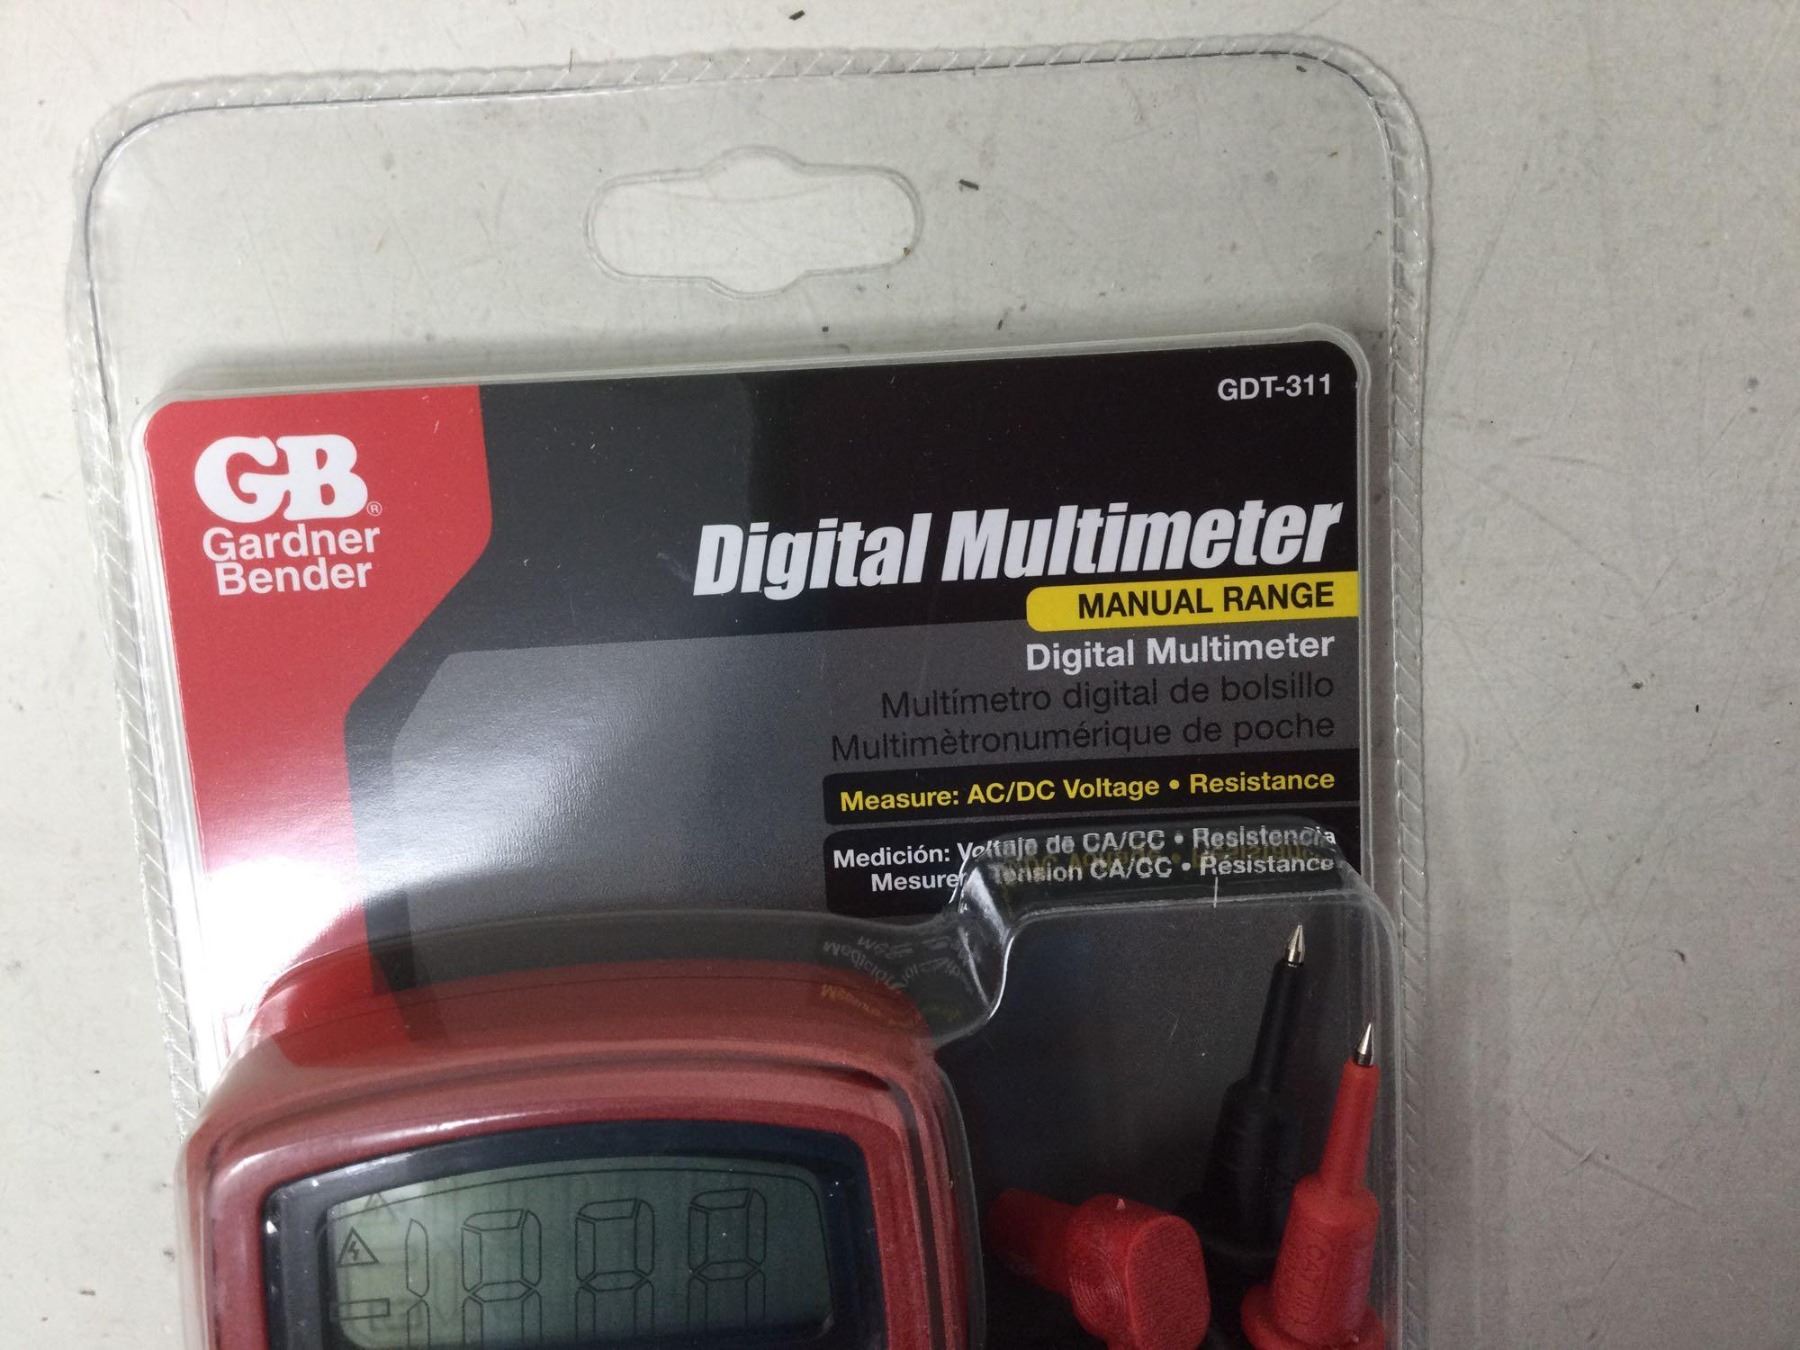 GDT-311
GB®
Gardner
Bender
Digital Multimeter
MANUAL RANGE
Digital Multimeter
Multímetro digital de bolsillo
Multimètronumérique de poche
Measure: AC/DC Voltage • Resistance
Medición: Voltaje de CA/CC • Resistencia
Mesure: Tension CA/CC • Résistance